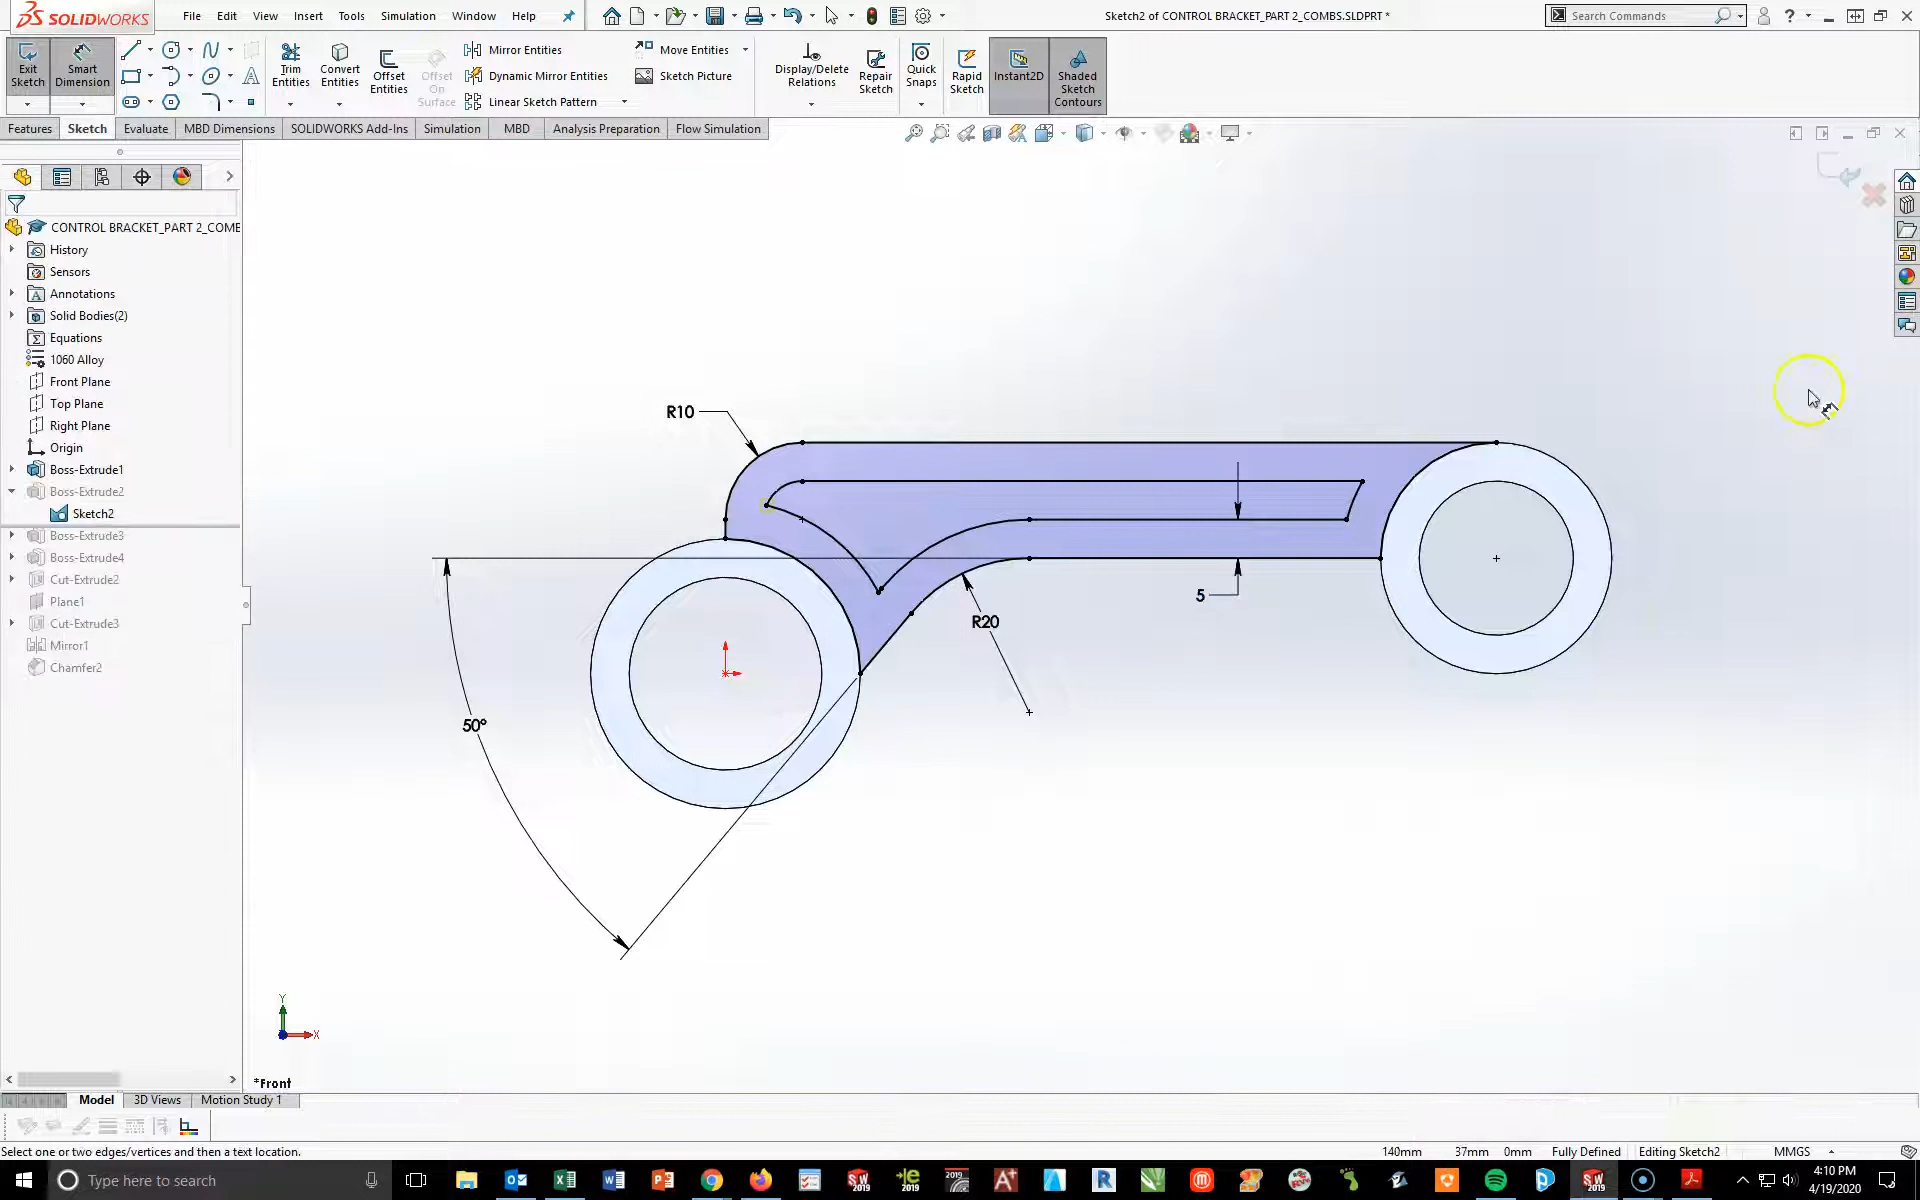 SOLIDWORKS File Edit View Insert Tools Simulation Window Help Sketch2 of CONTROL BRACKET_PART 2_COMBS.SLDPRT * Search Commands ?
Exit Sketch
Smart Dimension
Trim Entities
Convert Entities
Offset Entities
Offset On Surface
Mirror Entities
Dynamic Mirror Entities
Linear Sketch Pattern
Move Entities
Sketch Picture
Display/Delete Relations
Repair Sketch
Quick Snaps
Rapid Sketch
Instant2D
Shaded Sketch Contours
Features Sketch Evaluate MBD Dimensions SOLIDWORKS Add-Ins Simulation MBD Analysis Preparation Flow Simulation
CONTROL BRACKET_PART 2_COMB
History
Sensors
Annotations
Solid Bodies(2)
Equations
1060 Alloy
Front Plane
Top Plane
Right Plane
Origin
Boss-Extrude1
Boss-Extrude2
Sketch2
Boss-Extrude3
Boss-Extrude4
Cut-Extrude2
Plane1
Cut-Extrude3
Mirror1
Chamfer2
R10
5
R20
50°
Y
X
*Front
Model 3D Views Motion Study 1
Select one or two edges/vertices and then a text location. 140mm 37mm 0mm Fully Defined Editing Sketch2 MMGS
Type here to search
4:10 PM
4/19/2020